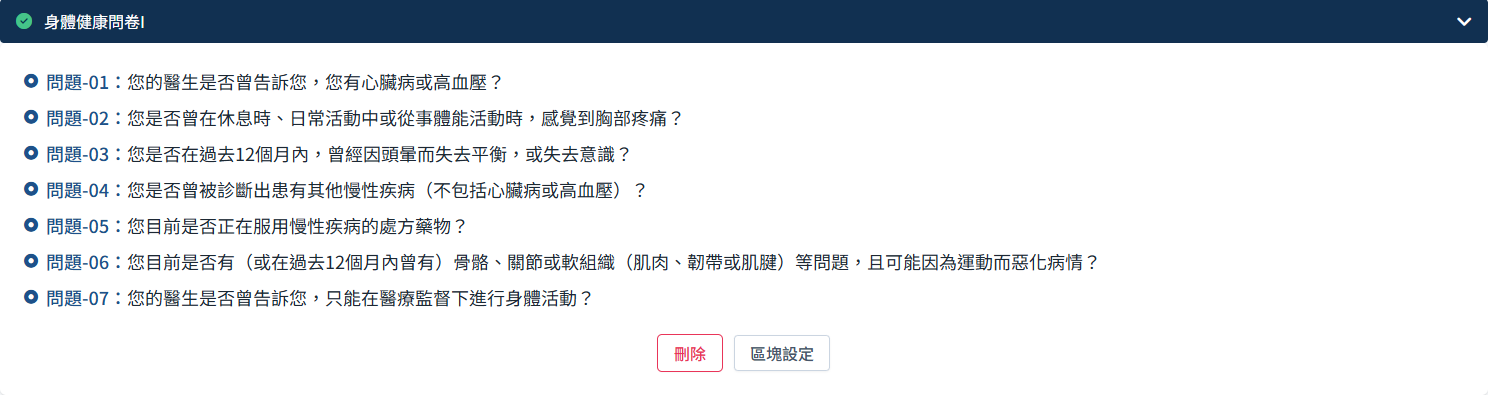 身體健康問卷I
問題-01：您的醫生是否曾告訴您，您有心臟病或高血壓？
問題-02：您是否曾在休息時、日常活動中或從事體能活動時，感覺到胸部疼痛？
問題-03：您是否在過去12個月內，曾經因頭暈而失去平衡，或失去意識？
問題-04：您是否曾被診斷出患有其他慢性疾病（不包括心臟病或高血壓）？
問題-05：您目前是否正在服用慢性疾病的處方藥物？
問題-06：您目前是否有（或在過去12個月內曾有）骨骼、關節或軟組織（肌肉、韌帶或肌腱）等問題，且可能因為運動而惡化病情？
問題-07：您的醫生是否曾告訴您，只能在醫療監督下進行身體活動？
刪除 區塊設定